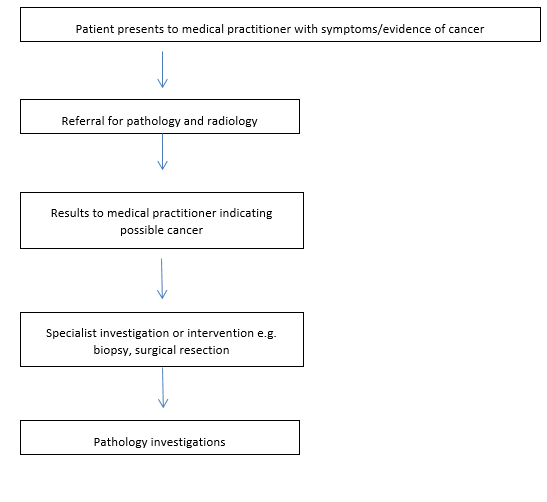 Patient presents to medical practitioner with symptoms/evidence of cancer
Referral for pathology and radiology
Results to medical practitioner indicating
possible cancer
Specialist investigation or intervention e.g.
biopsy, surgical resection
Pathology investigations